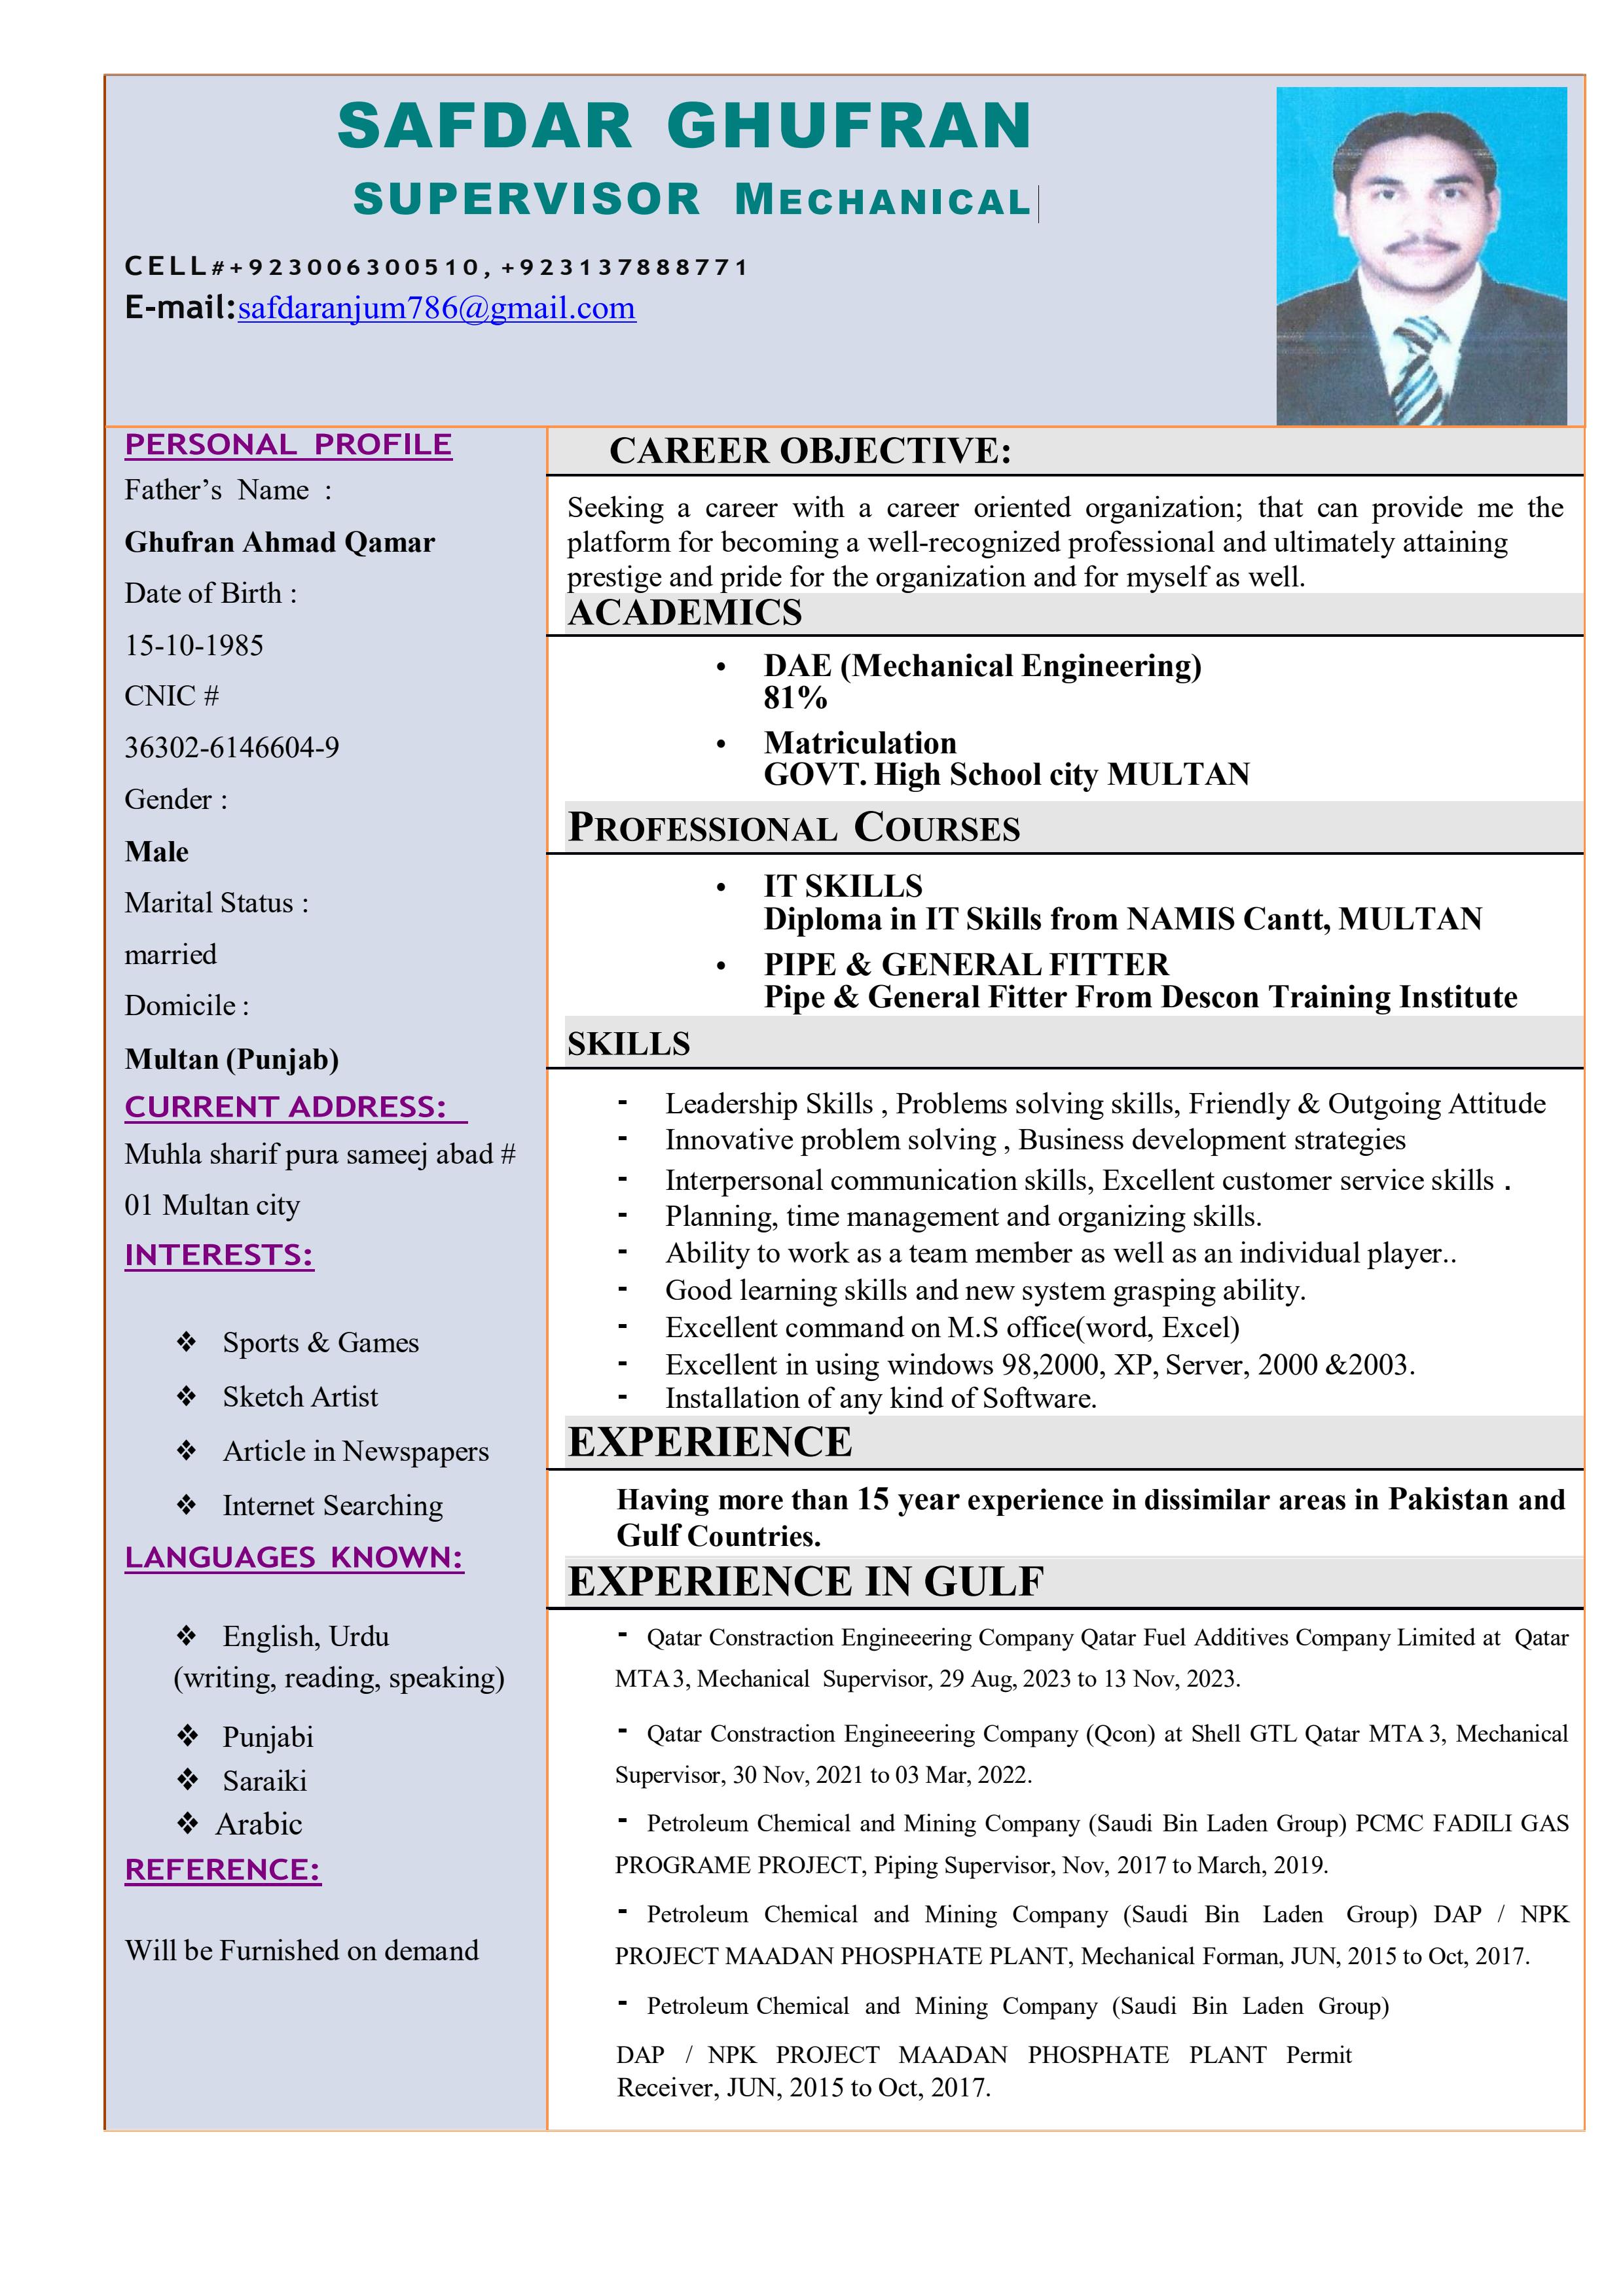 SAFDAR GHUFRAN
SUPERVISOR MECHANICAL
CELL#+923006300510, +923137888771
E-mail:safdaranjum786@gmail.com
PERSONAL PROFILE
Father’s Name :
Ghufran Ahmad Qamar
Date of Birth :
15-10-1985
CNIC #
36302-6146604-9
Gender :
Male
Marital Status :
married
Domicile :
Multan (Punjab)
CURRENT ADDRESS:
Muhla sharif pura sameej abad #
01 Multan city
INTERESTS:
❖ Sports & Games
❖ Sketch Artist
❖ Article in Newspapers
❖ Internet Searching
LANGUAGES KNOWN:
❖ English, Urdu
(writing, reading, speaking)
❖ Punjabi
❖ Saraiki
❖ Arabic
REFERENCE:
Will be Furnished on demand
CAREER OBJECTIVE:
Seeking a career with a career oriented organization; that can provide me the
platform for becoming a well-recognized professional and ultimately attaining
prestige and pride for the organization and for myself as well.
ACADEMICS
• DAE (Mechanical Engineering)
81%
• Matriculation
GOVT. High School city MULTAN
PROFESSIONAL COURSES
• IT SKILLS
Diploma in IT Skills from NAMIS Cantt, MULTAN
• PIPE & GENERAL FITTER
Pipe & General Fitter From Descon Training Institute
SKILLS
- Leadership Skills , Problems solving skills, Friendly & Outgoing Attitude
- Innovative problem solving , Business development strategies
- Interpersonal communication skills, Excellent customer service skills .
- Planning, time management and organizing skills.
- Ability to work as a team member as well as an individual player..
- Good learning skills and new system grasping ability.
- Excellent command on M.S office(word, Excel)
- Excellent in using windows 98,2000, XP, Server, 2000 &2003.
- Installation of any kind of Software.
EXPERIENCE
Having more than 15 year experience in dissimilar areas in Pakistan and
Gulf Countries.
EXPERIENCE IN GULF
- Qatar Constraction Engineeering Company Qatar Fuel Additives Company Limited at Qatar
MTA3, Mechanical Supervisor, 29 Aug, 2023 to 13 Nov, 2023.
- Qatar Constraction Engineeering Company (Qcon) at Shell GTL Qatar MTA 3, Mechanical
Supervisor, 30 Nov, 2021 to 03 Mar, 2022.
- Petroleum Chemical and Mining Company (Saudi Bin Laden Group) PCMC FADILI GAS
PROGRAME PROJECT, Piping Supervisor, Nov, 2017 to March, 2019.
- Petroleum Chemical and Mining Company (Saudi Bin Laden Group) DAP / NPK
PROJECT MAADAN PHOSPHATE PLANT, Mechanical Forman, JUN, 2015 to Oct, 2017.
- Petroleum Chemical and Mining Company (Saudi Bin Laden Group)
DAP / NPK PROJECT MAADAN PHOSPHATE PLANT Permit
Receiver, JUN, 2015 to Oct, 2017.